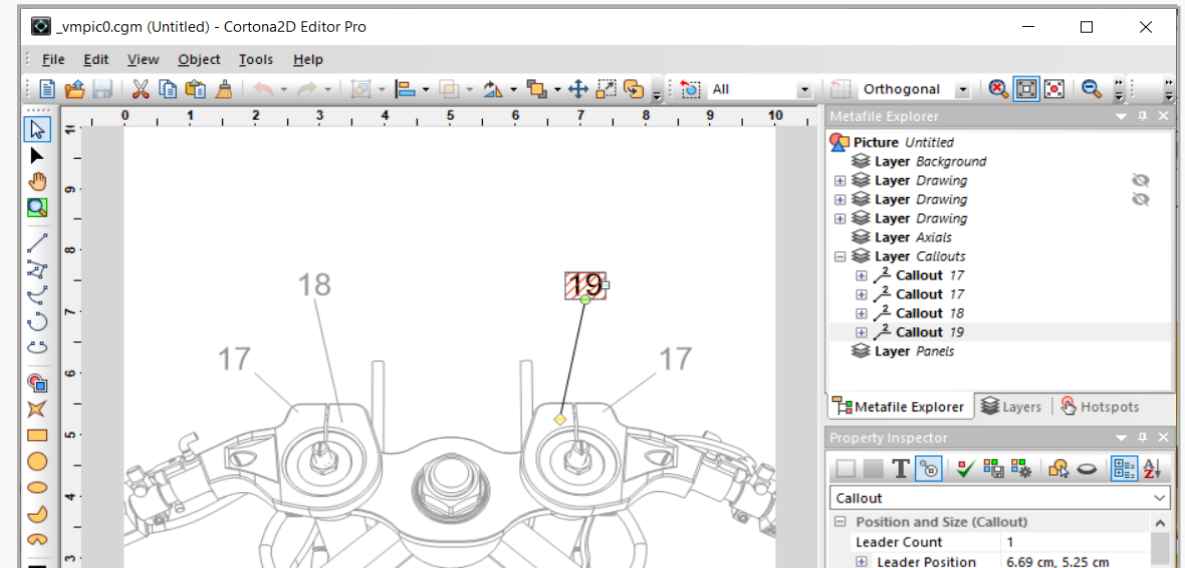 _vmpic0.cgm (Untitled) - Cortona2D Editor Pro
File Edit View Object Tools Help
All Orthogonal
0 1 2 3 4 5 6 7 8 9 10
Metafile Explorer
Picture Untitled
Layer Background
Layer Drawing
Layer Drawing
Layer Drawing
Layer Axials
Layer Callouts
2 Callout 17
2 Callout 17
2 Callout 18
2 Callout 19
Layer Panels
Metafile Explorer Layers Hotspots
9
8
7
6
5
4
3
18 19
17 17
Property Inspector
T A Z
Callout
Position and Size (Callout)
Leader Count 1
Leader Position 6.69 cm, 5.25 cm